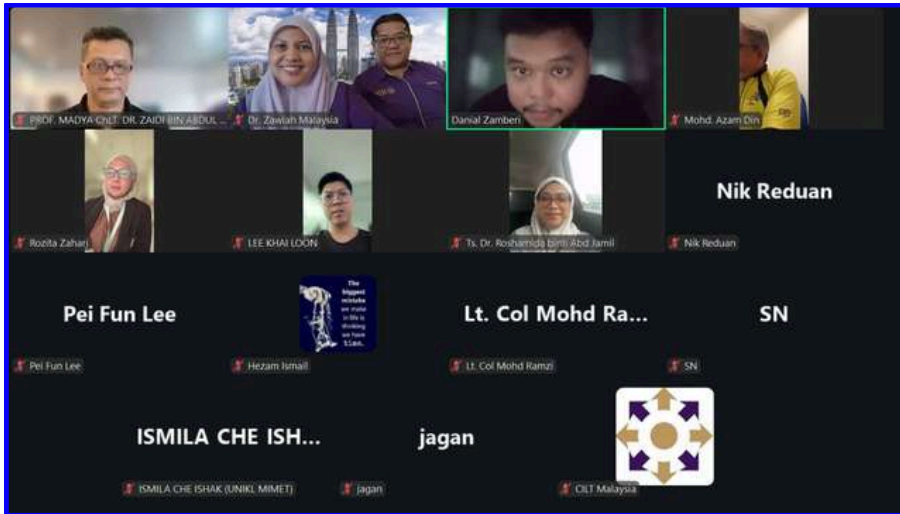 PROF. MADYA ChLT. DR. ZAIDI BIN ABDUL ...
Dr. Zawiah Malaysia
Danial Zamberi
Mohd. Azam Din
Rozita Zahari
LEE KHAI LOON
Ts. Dr. Roshamida binti Abd Jamil
Nik Reduan
Nik Reduan
Pei Fun Lee
Pei Fun Lee
The
biggest
mistake
we make
in life is
thinking
we have
time.
Hezam Ismail
Lt. Col Mohd Ra...
Lt. Col Mohd Ramzi
SN
SN
ISMILA CHE ISH...
ISMILA CHE ISHAK (UNIKL MIMET)
jagan
jagan
CILT Malaysia